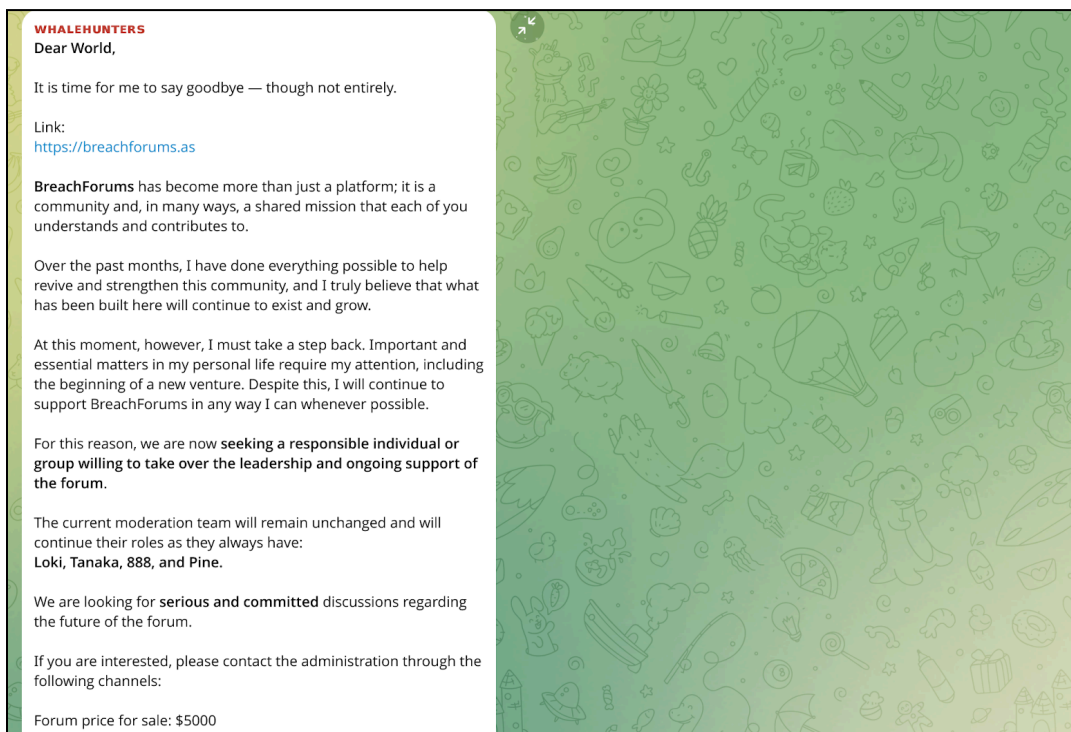 WHALEHUNTERS
Dear World,
It is time for me to say goodbye — though not entirely.
Link:
https://breachforums.as
BreachForums has become more than just a platform; it is a
community and, in many ways, a shared mission that each of you
understands and contributes to.
Over the past months, I have done everything possible to help
revive and strengthen this community, and I truly believe that what
has been built here will continue to exist and grow.
At this moment, however, I must take a step back. Important and
essential matters in my personal life require my attention, including
the beginning of a new venture. Despite this, I will continue to
support BreachForums in any way I can whenever possible.
For this reason, we are now seeking a responsible individual or
group willing to take over the leadership and ongoing support of
the forum.
The current moderation team will remain unchanged and will
continue their roles as they always have:
Loki, Tanaka, 888, and Pine.
We are looking for serious and committed discussions regarding
the future of the forum.
If you are interested, please contact the administration through the
following channels:
Forum price for sale: $5000